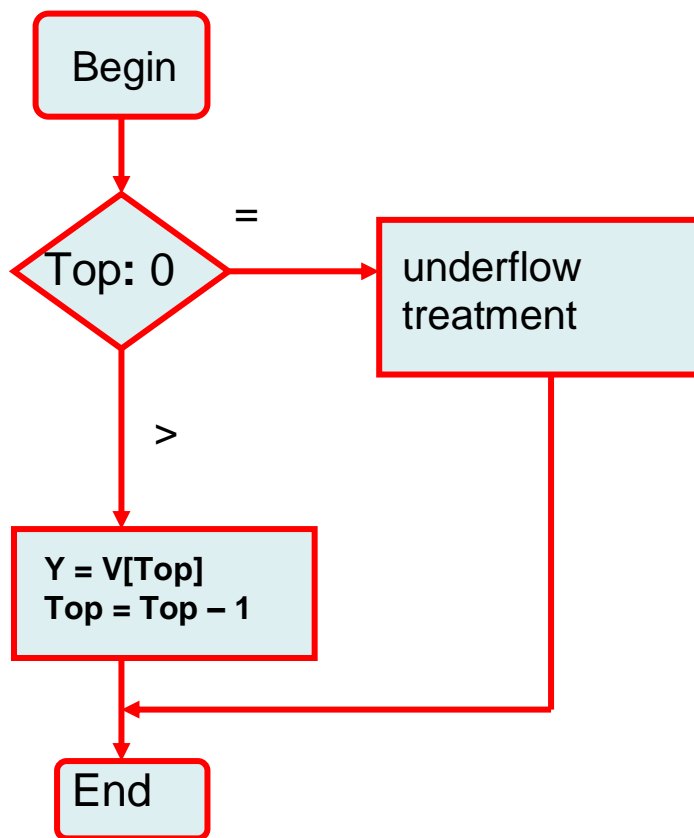 Begin
=
Top: 0
underflow
treatment
>
Y = V[Top]
Top = Top – 1
End